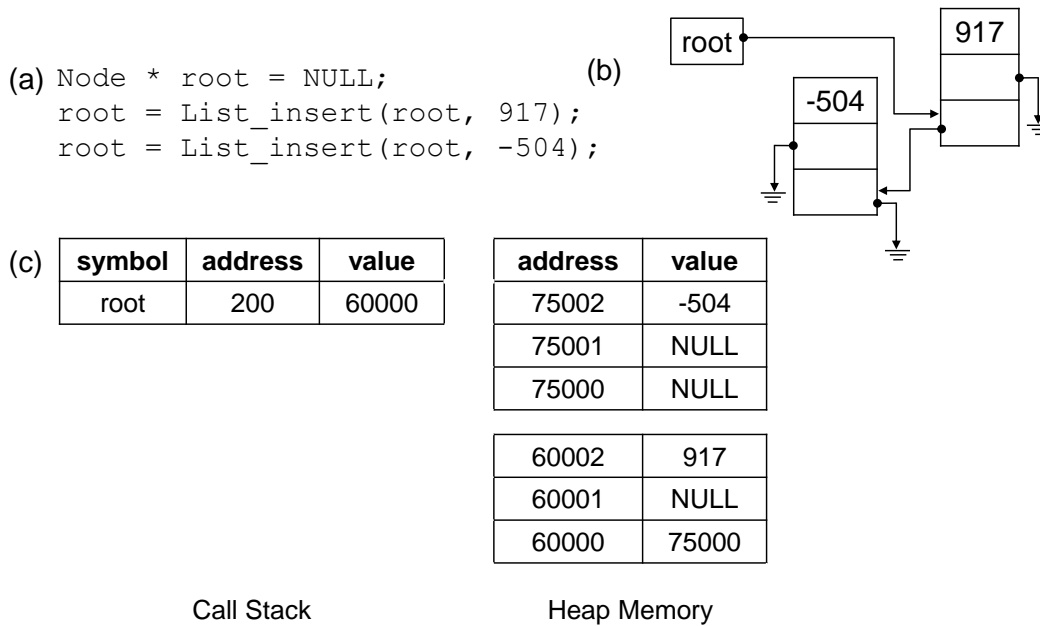 (a) Node * root = NULL;
root = List_insert(root, 917);
root = List_insert(root, -504);
(b)
root
917
-504
(c)
symbol address value
root 200 60000
address value
75002 -504
75001 NULL
75000 NULL
60002 917
60001 NULL
60000 75000
Call Stack
Heap Memory